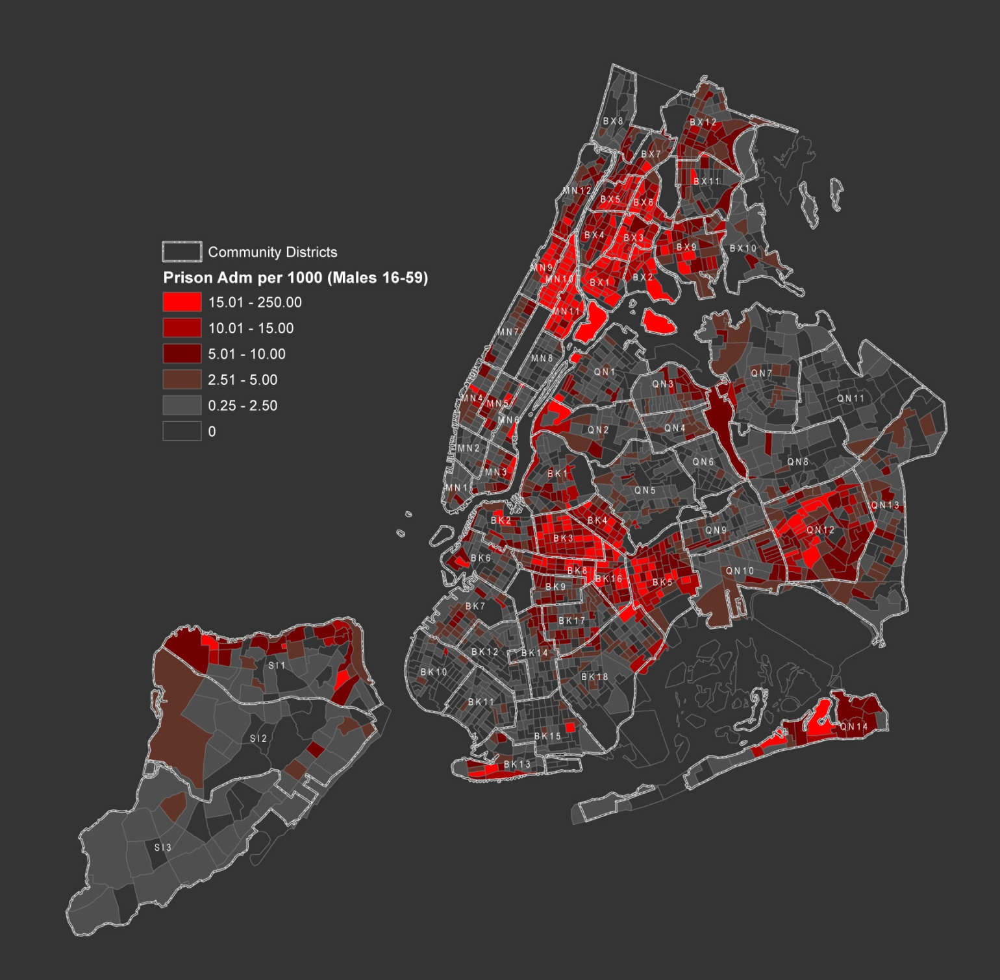 BX8
BX12
BX7
BX11
MN12
BX5
BX6
BX4
BX3
BX9
BX10
Community Districts
Prison Adm per 1000 (Males 16-59)
MN9
MN10
BX1
BX2
15.01 - 250.00
MN11
10.01 - 15.00
MN7
5.01 - 10.00
MN8
QN1
QN7
2.51 - 5.00
QN3
MN4
MN5
QN11
0.25 - 2.50
MN6
QN2
QN4
0
MN2
QN6
QN8
MN3
BK1
MN1
QN5
QN13
BK2
BK4
QN9
QN12
BK3
BK6
BK8
QN10
BK16
BK5
BK9
BK7
BK17
BK12
BK14
SI1
BK10
BK18
BK11
QN14
SI2
BK15
BK13
SI3